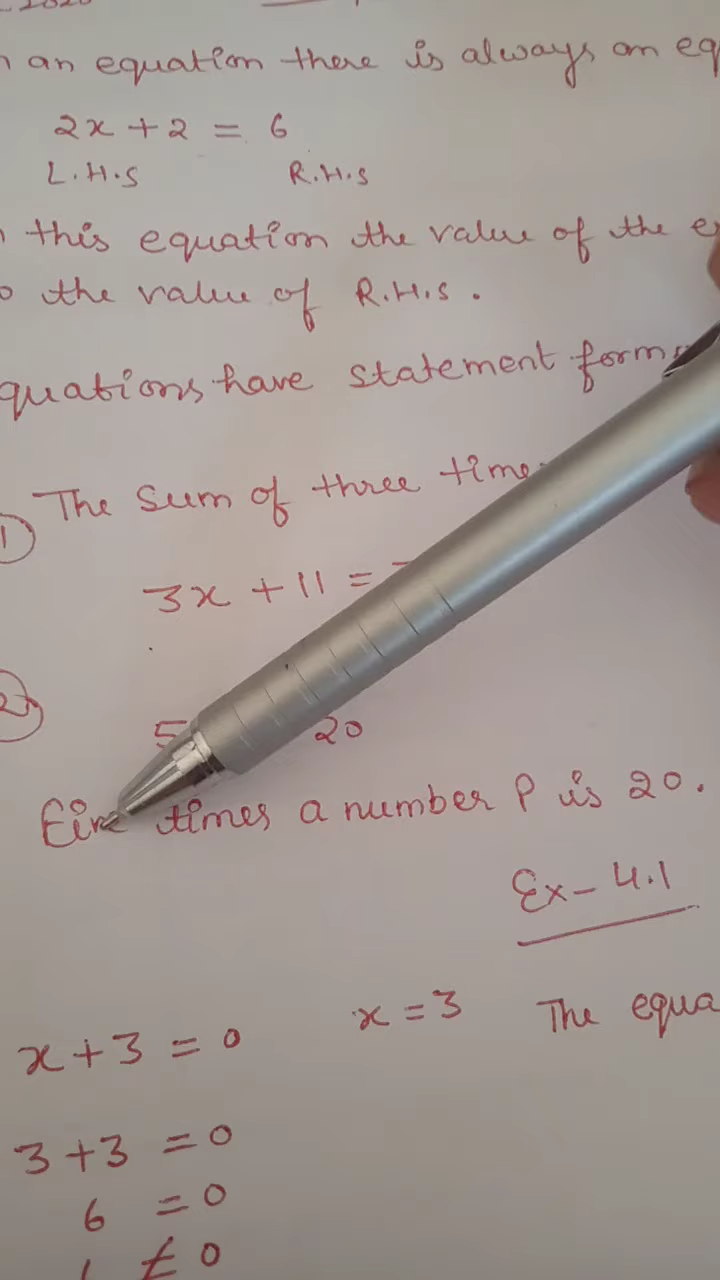 an equation there is always an eq
2x + 2 = 6
L.H.S R.H.S
this equation the value of the e
the value of R.H.S.
quations have statement form
1 The sum of three time
3x + 11 =
2
5 20
times a number P is 20.
Ex - 4.1
x + 3 = 0 x = 3 The equa
3 + 3 = 0
6 = 0
≠ 0